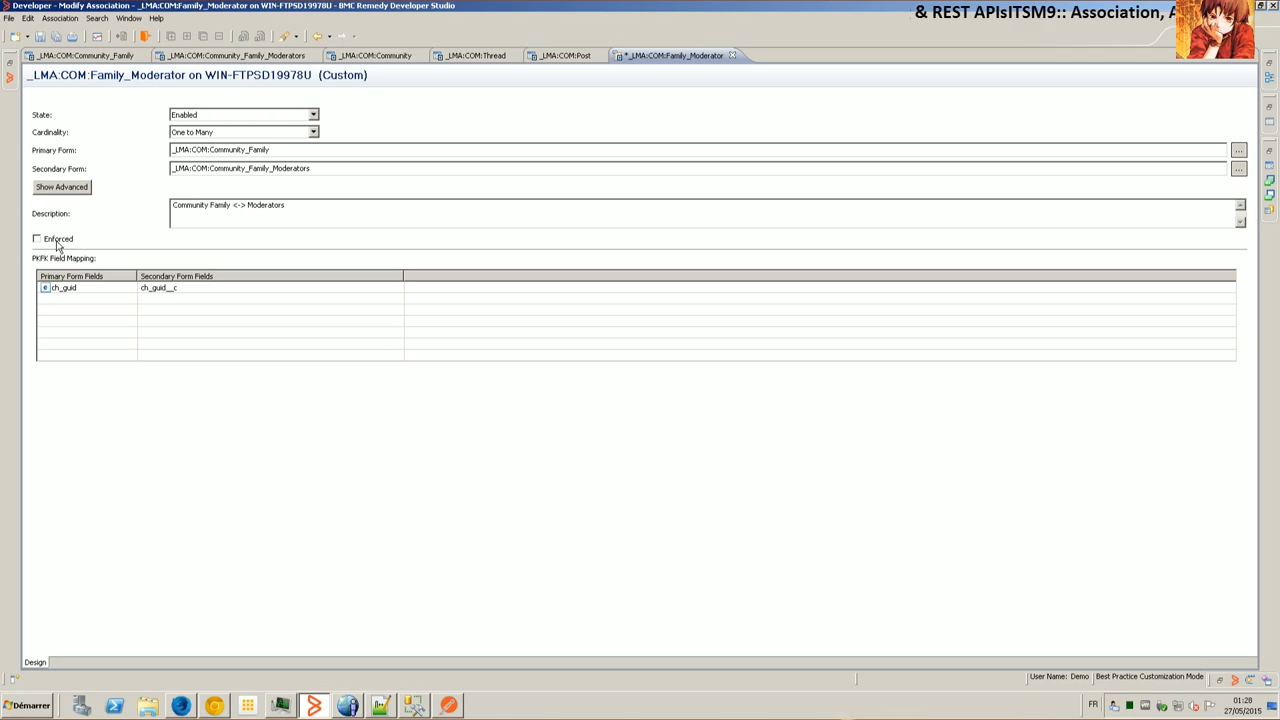 Developer - Modify Association - _LMA:COM:Family_Moderator on WIN-FTPSD19978U - BMC Remedy Developer Studio
& REST APIsITSM9:: Association, A
File Edit Association Search Window Help
_LMA:COM:Community_Family _LMA:COM:Community_Family_Moderators _LMA:COM:Community _LMA:COM:Thread _LMA:COM:Post *_LMA:COM:Family_Moderator
_LMA:COM:Family_Moderator on WIN-FTPSD19978U (Custom)
State: Enabled
Cardinality: One to Many
Primary Form: _LMA:COM:Community_Family ...
Secondary Form: _LMA:COM:Community_Family_Moderators ...
Show Advanced
Description: Community Family <-> Moderators
Enforced
PKFK Field Mapping:
Primary Form Fields Secondary Form Fields
ch_guid ch_guid__c
Design
User Name: Demo Best Practice Customization Mode
Démarrer FR 01:28
27/05/2015